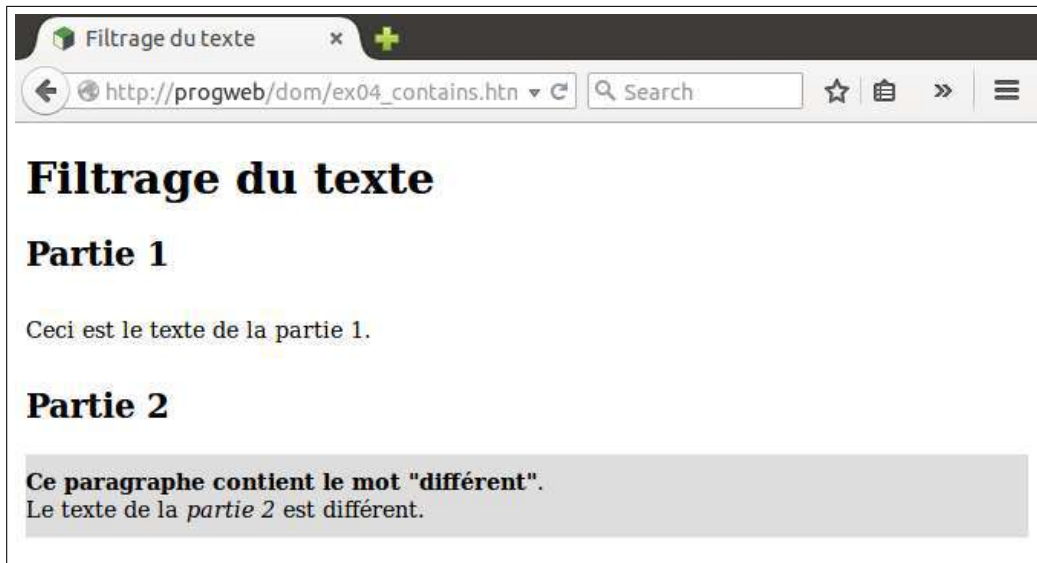 Filtrage du texte
http://progweb/dom/ex04_contains.htn
Search
Filtrage du texte
Partie 1
Ceci est le texte de la partie 1.
Partie 2
Ce paragraphe contient le mot "différent".
Le texte de la partie 2 est différent.